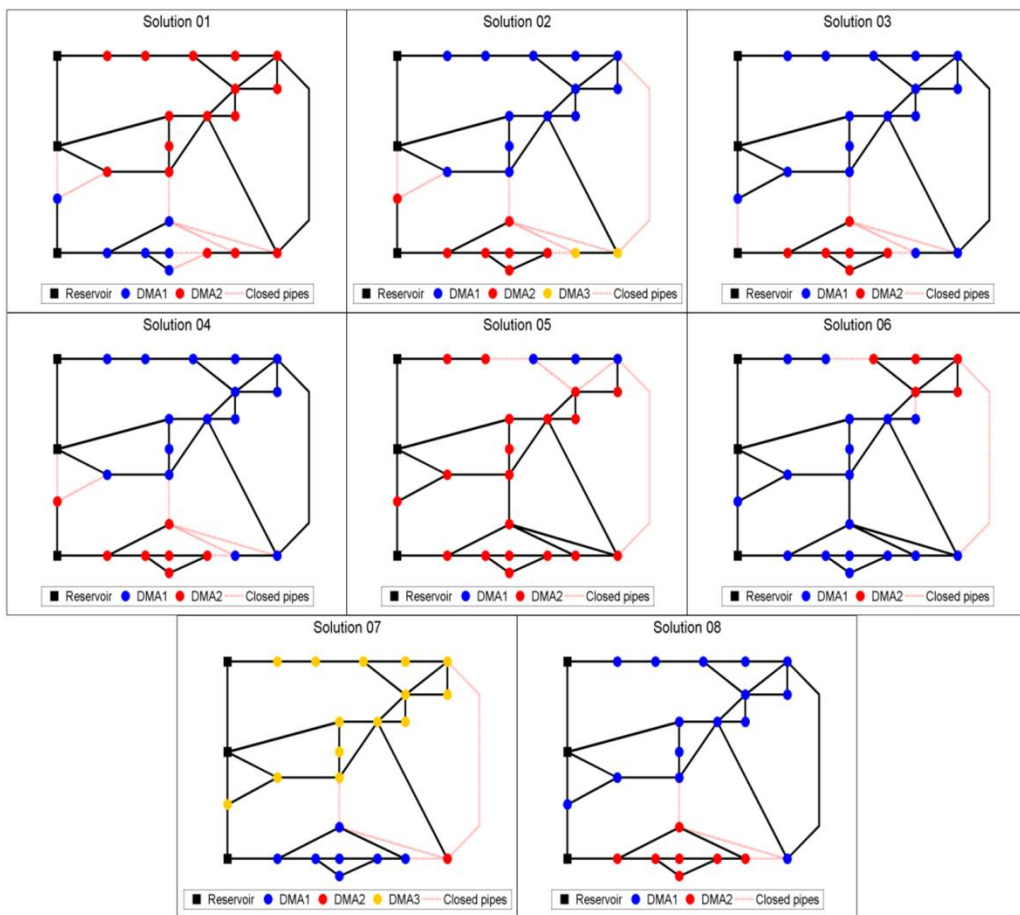 Solution 01
Solution 02
Solution 03
Reservoir DMA1 DMA2 Closed pipes
Reservoir DMA1 DMA2 DMA3 Closed pipes
Reservoir DMA1 DMA2 Closed pipes
Solution 04
Solution 05
Solution 06
Reservoir DMA1 DMA2 Closed pipes
Reservoir DMA1 DMA2 Closed pipes
Reservoir DMA1 DMA2 Closed pipes
Solution 07
Solution 08
Reservoir DMA1 DMA2 DMA3 Closed pipes
Reservoir DMA1 DMA2 Closed pipes